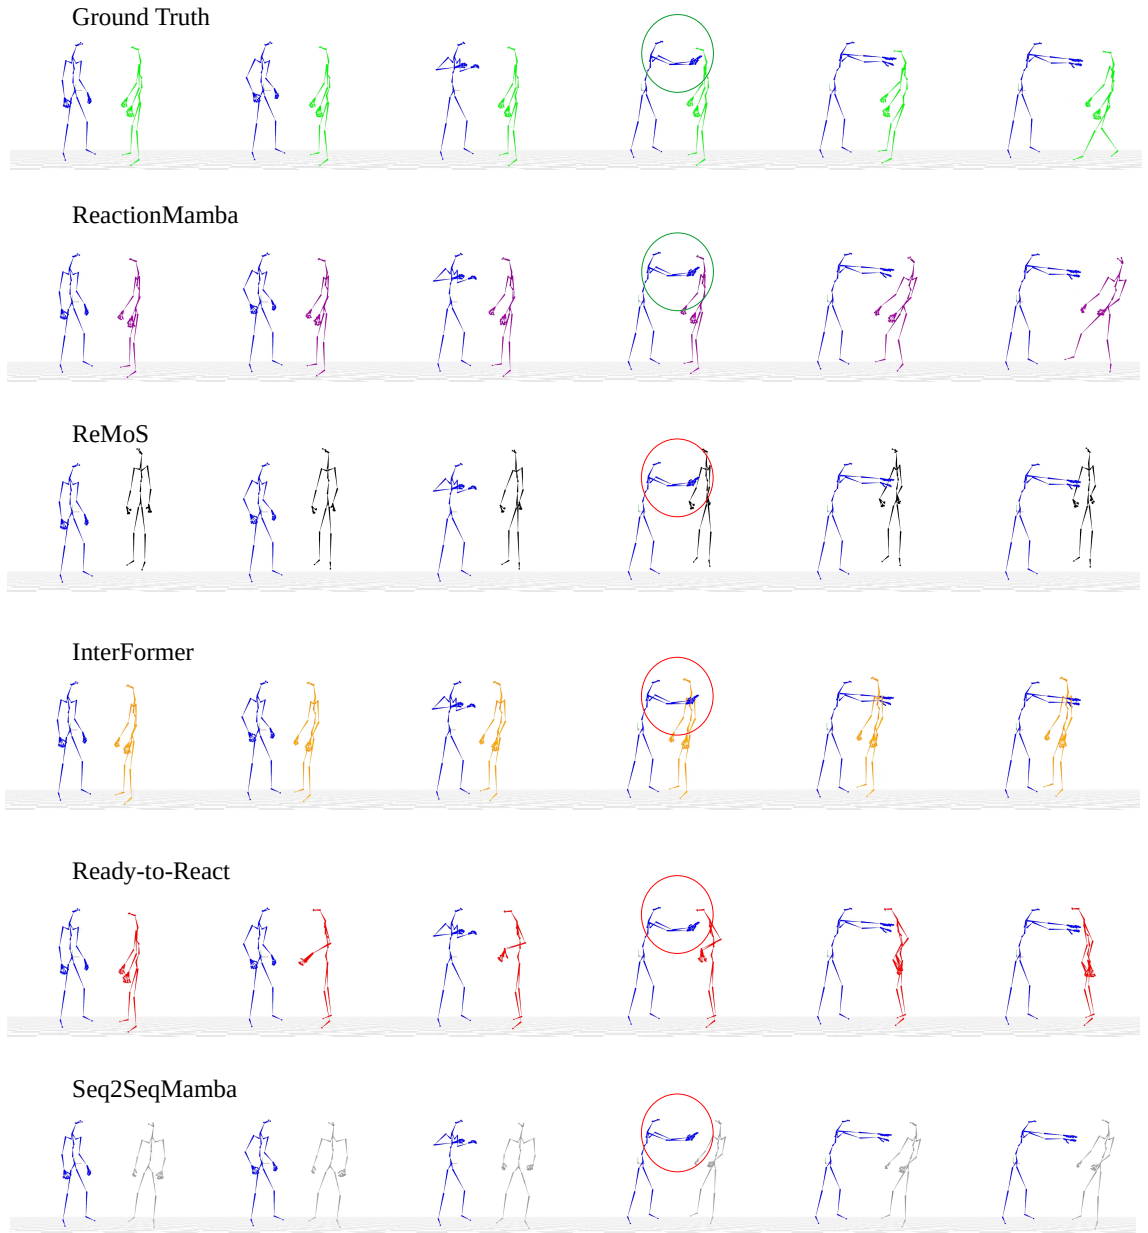 Ground Truth
ReactionMamba
ReMoS
InterFormer
Ready-to-React
Seq2SeqMamba